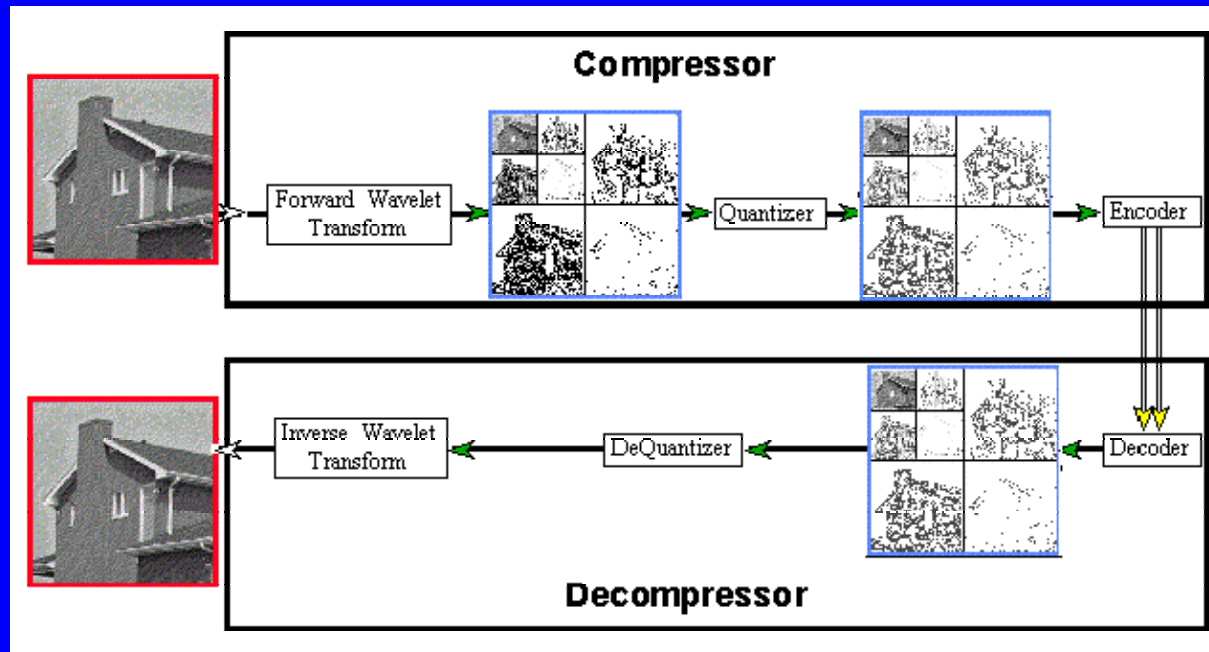 Compressor
Forward Wavelet
Transform
Quantizer
Encoder
Inverse Wavelet
Transform
DeQuantizer
Decoder
Decompressor